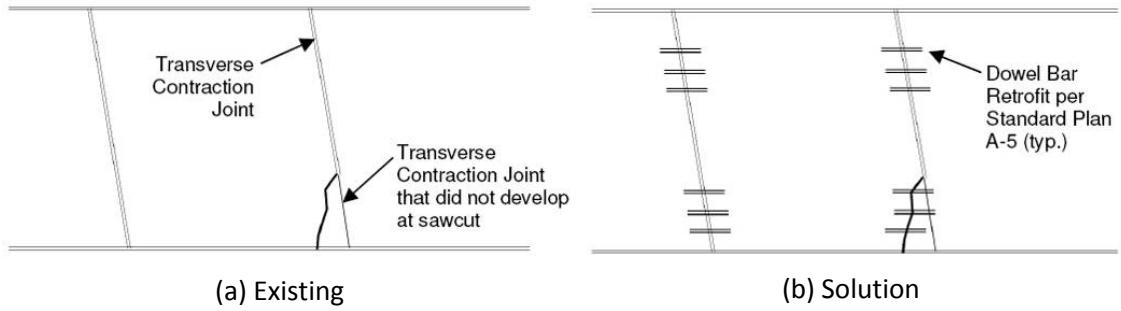 Transverse
Contraction
Joint
Transverse
Contraction Joint
that did not develop
at sawcut
(a) Existing
Dowel Bar
Retrofit per
Standard Plan
A-5 (typ.)
(b) Solution